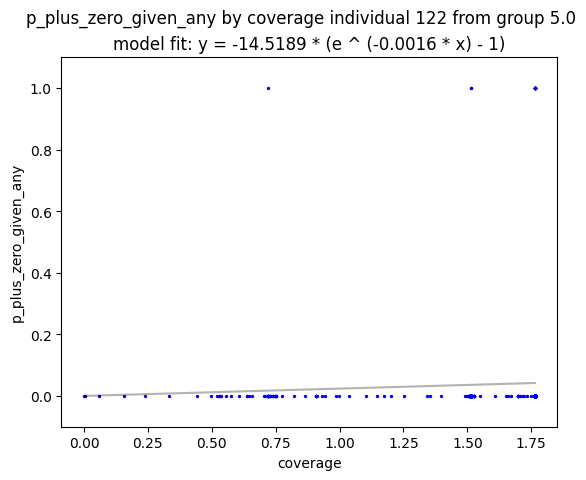 p_plus_zero_given_any by coverage individual 122 from group 5.0
model fit: y = -14.5189 * (e ^ (-0.0016 * x) - 1)
1.0
0.8
0.6
0.4
0.2
0.0
p_plus_zero_given_any
0.00 0.25 0.50 0.75 1.00 1.25 1.50 1.75
coverage